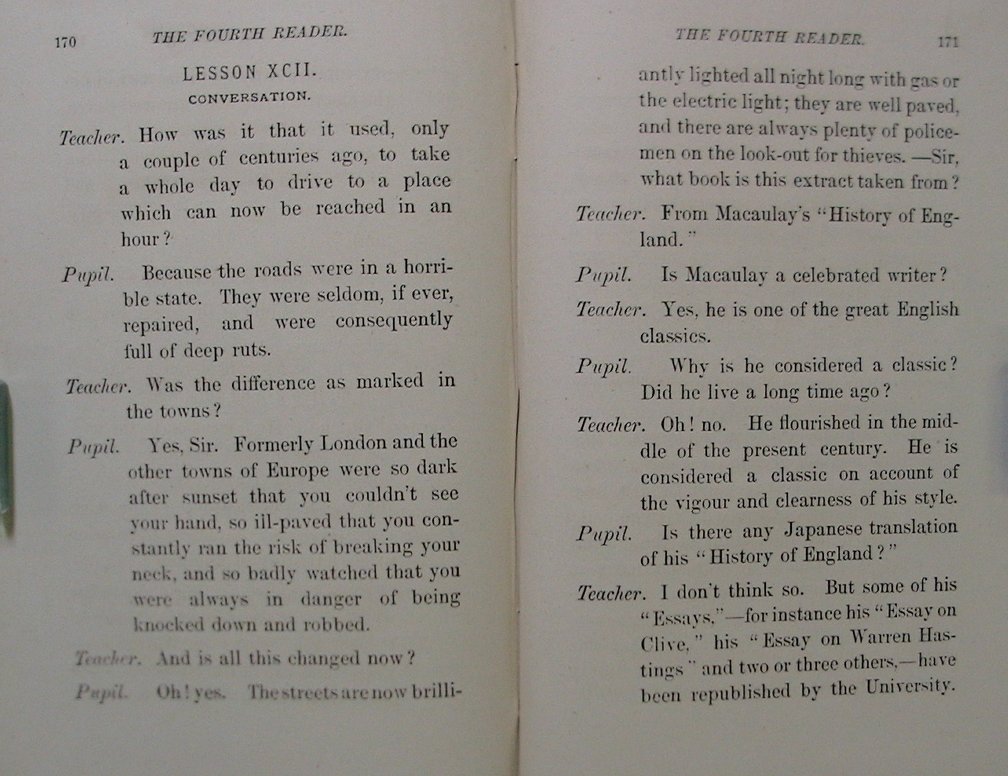 170
THE FOURTH READER.
LESSON XCII.
CONVERSATION.
Teacher. How was it that it used, only
a couple of centuries ago, to take
a whole day to drive to a place
which can now be reached in an
hour?
Pupil. Because the roads were in a horri-
ble state. They were seldom, if ever,
repaired, and were consequently
full of deep ruts.
Teacher. Was the difference as marked in
the towns?
Pupil. Yes, Sir. Formerly London and the
other towns of Europe were so dark
after sunset that you couldn't see
your hand, so ill-paved that you con-
stantly ran the risk of breaking your
neck, and so badly watched that you
were always in danger of being
knocked down and robbed.
Teacher. And is all this changed now?
Pupil. Oh! yes. The streets are now brilli-
THE FOURTH READER.
171
antly lighted all night long with gas or
the electric light; they are well paved,
and there are always plenty of police-
men on the look-out for thieves. —Sir,
what book is this extract taken from?
Teacher. From Macaulay's "History of Eng-
land."
Pupil. Is Macaulay a celebrated writer?
Teacher. Yes, he is one of the great English
classics.
Pupil. Why is he considered a classic?
Did he live a long time ago?
Teacher. Oh! no. He flourished in the mid-
dle of the present century. He is
considered a classic on account of
the vigour and clearness of his style.
Pupil. Is there any Japanese translation
of his "History of England?"
Teacher. I don't think so. But some of his
"Essays,"—for instance his "Essay on
Clive," his "Essay on Warren Has-
tings" and two or three others,—have
been republished by the University.